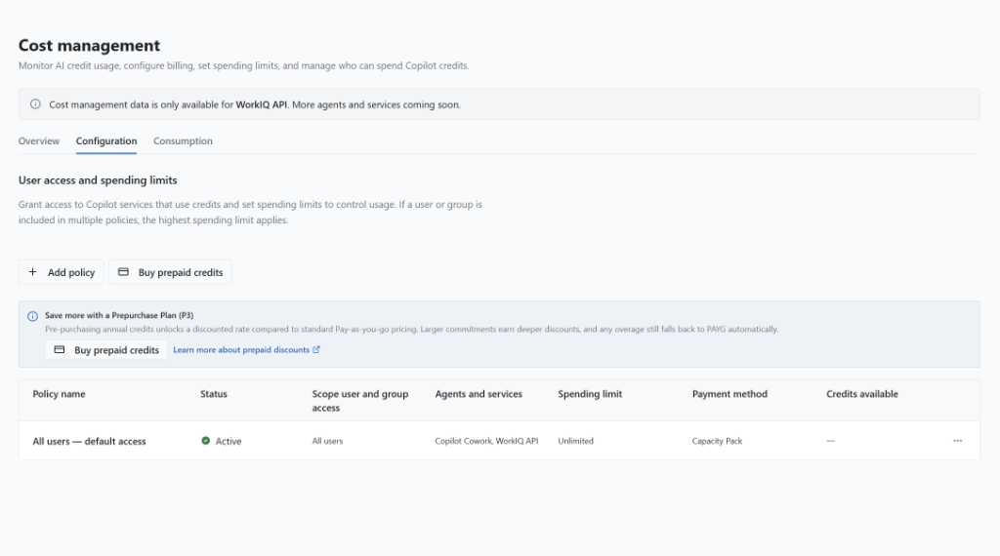 Cost management
Monitor AI credit usage, configure billing, set spending limits, and manage who can spend Copilot credits.
Cost management data is only available for WorkIQ API. More agents and services coming soon.
Overview Configuration Consumption
User access and spending limits
Grant access to Copilot services that use credits and set spending limits to control usage. If a user or group is
included in multiple policies, the highest spending limit applies.
+ Add policy Buy prepaid credits
Save more with a Prepurchase Plan (P3)
Pre-purchasing annual credits unlocks a discounted rate compared to standard Pay-as-you-go pricing. Larger commitments earn deeper discounts, and any overage still falls back to PAYG automatically.
Buy prepaid credits Learn more about prepaid discounts
Policy name Status Scope user and group access Agents and services Spending limit Payment method Credits available
All users — default access Active All users Copilot Cowork, WorkIQ API Unlimited Capacity Pack — ...